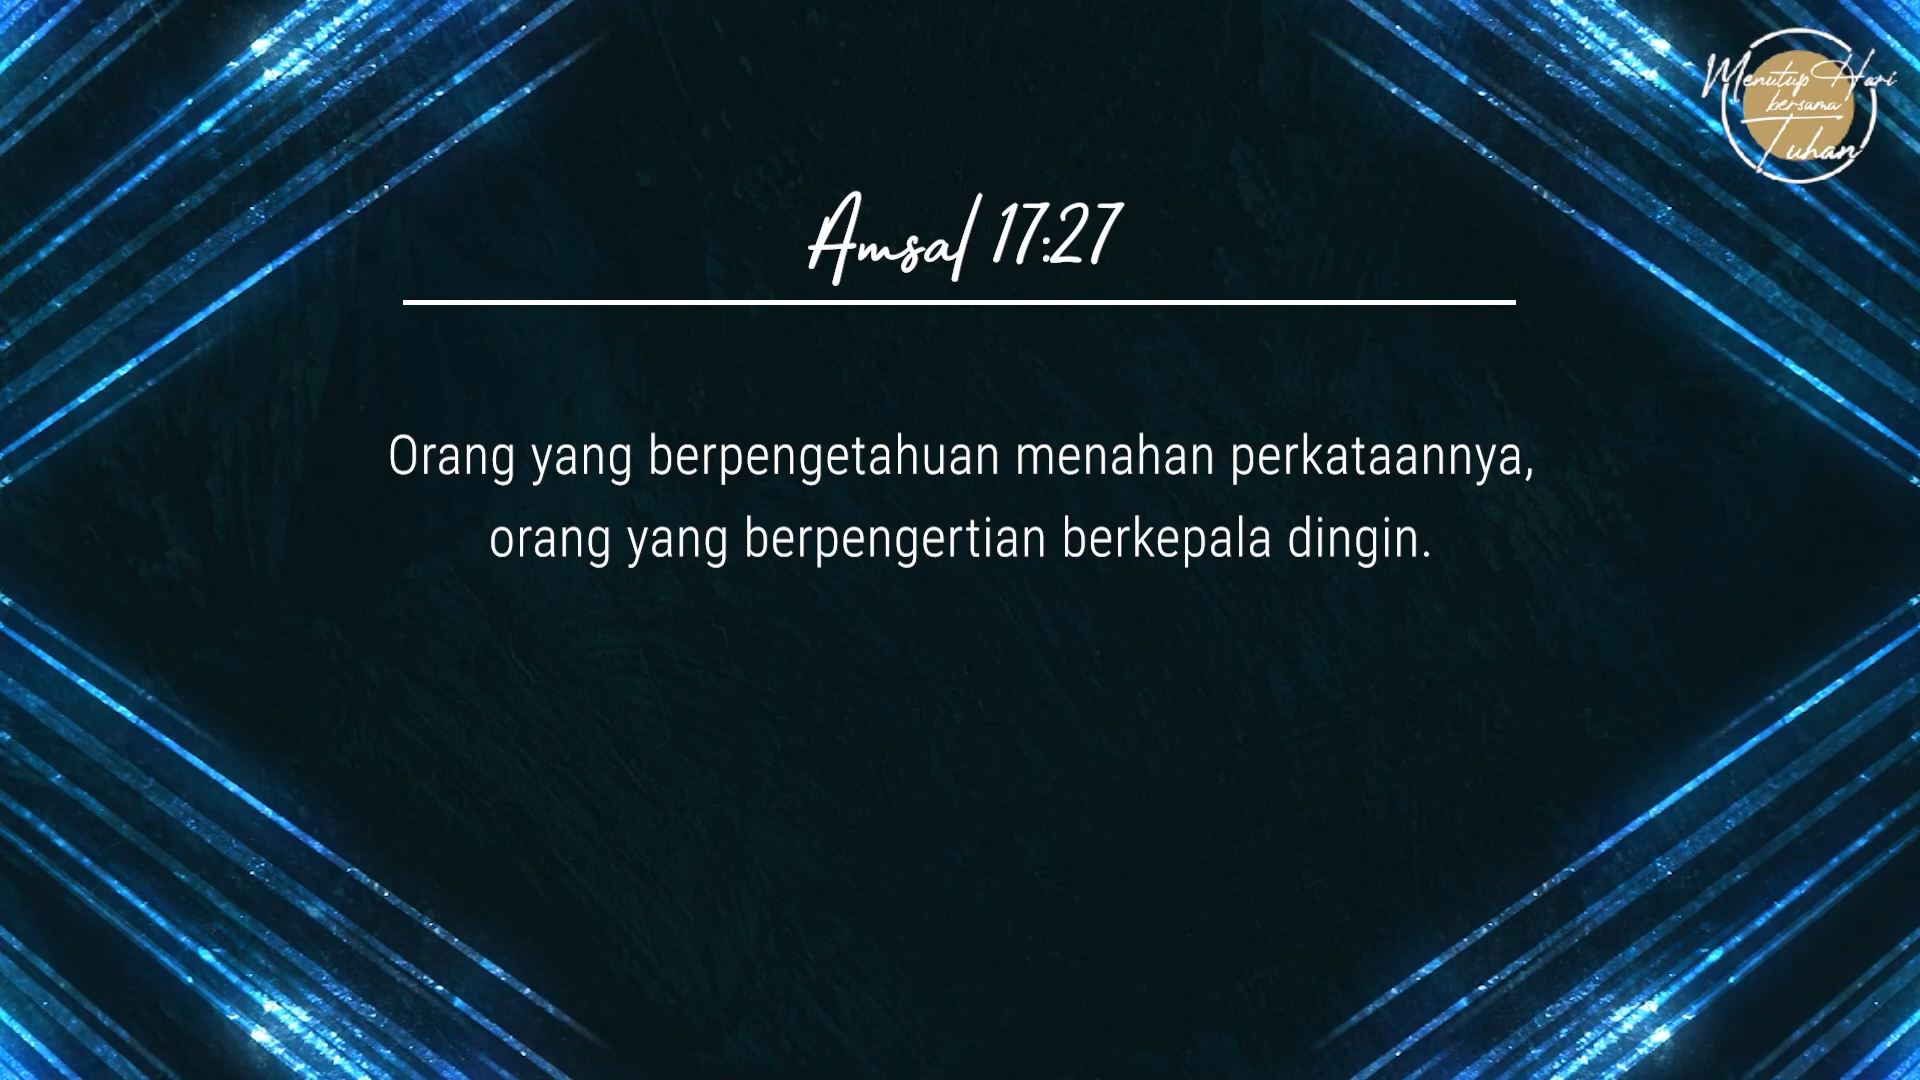 Menutup Hari
bersama
Tuhan
Amsal 17:27
Orang yang berpengetahuan menahan perkataannya,
orang yang berpengertian berkepala dingin.